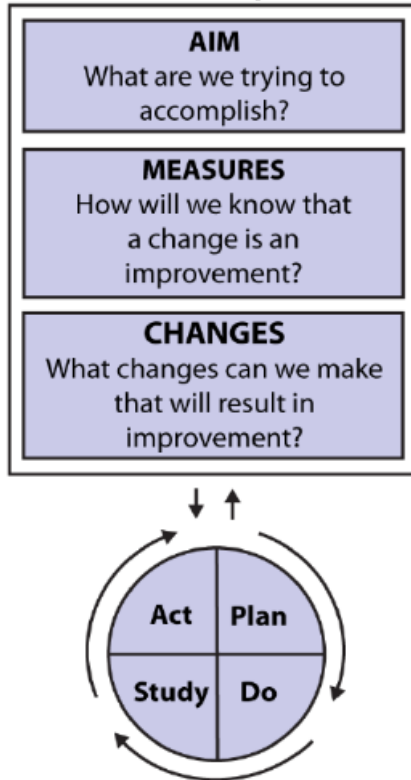 AIM
What are we trying to
accomplish?
MEASURES
How will we know that
a change is an
improvement?
CHANGES
What changes can we make
that will result in
improvement?
Act Plan
Study Do